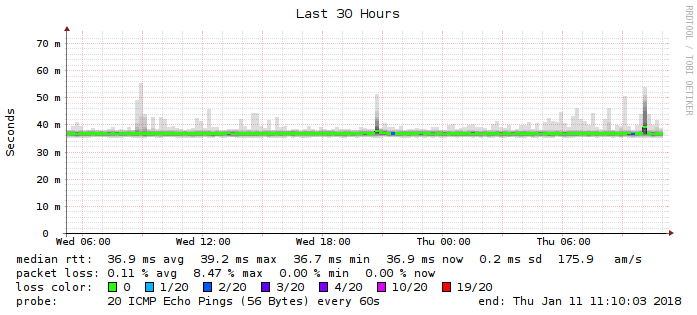 Last 30 Hours
RRDTOOL / TOBI OETIKER
Seconds
70 m
60 m
50 m
40 m
30 m
20 m
10 m
0
Wed 06:00 Wed 12:00 Wed 18:00 Thu 00:00 Thu 06:00
median rtt: 36.9 ms avg 39.2 ms max 36.7 ms min 36.9 ms now 0.2 ms sd 175.9 am/s
packet loss: 0.11 % avg 8.47 % max 0.00 % min 0.00 % now
loss color: 0 1/20 2/20 3/20 4/20 10/20 19/20
probe: 20 ICMP Echo Pings (56 Bytes) every 60s end: Thu Jan 11 11:10:03 2018